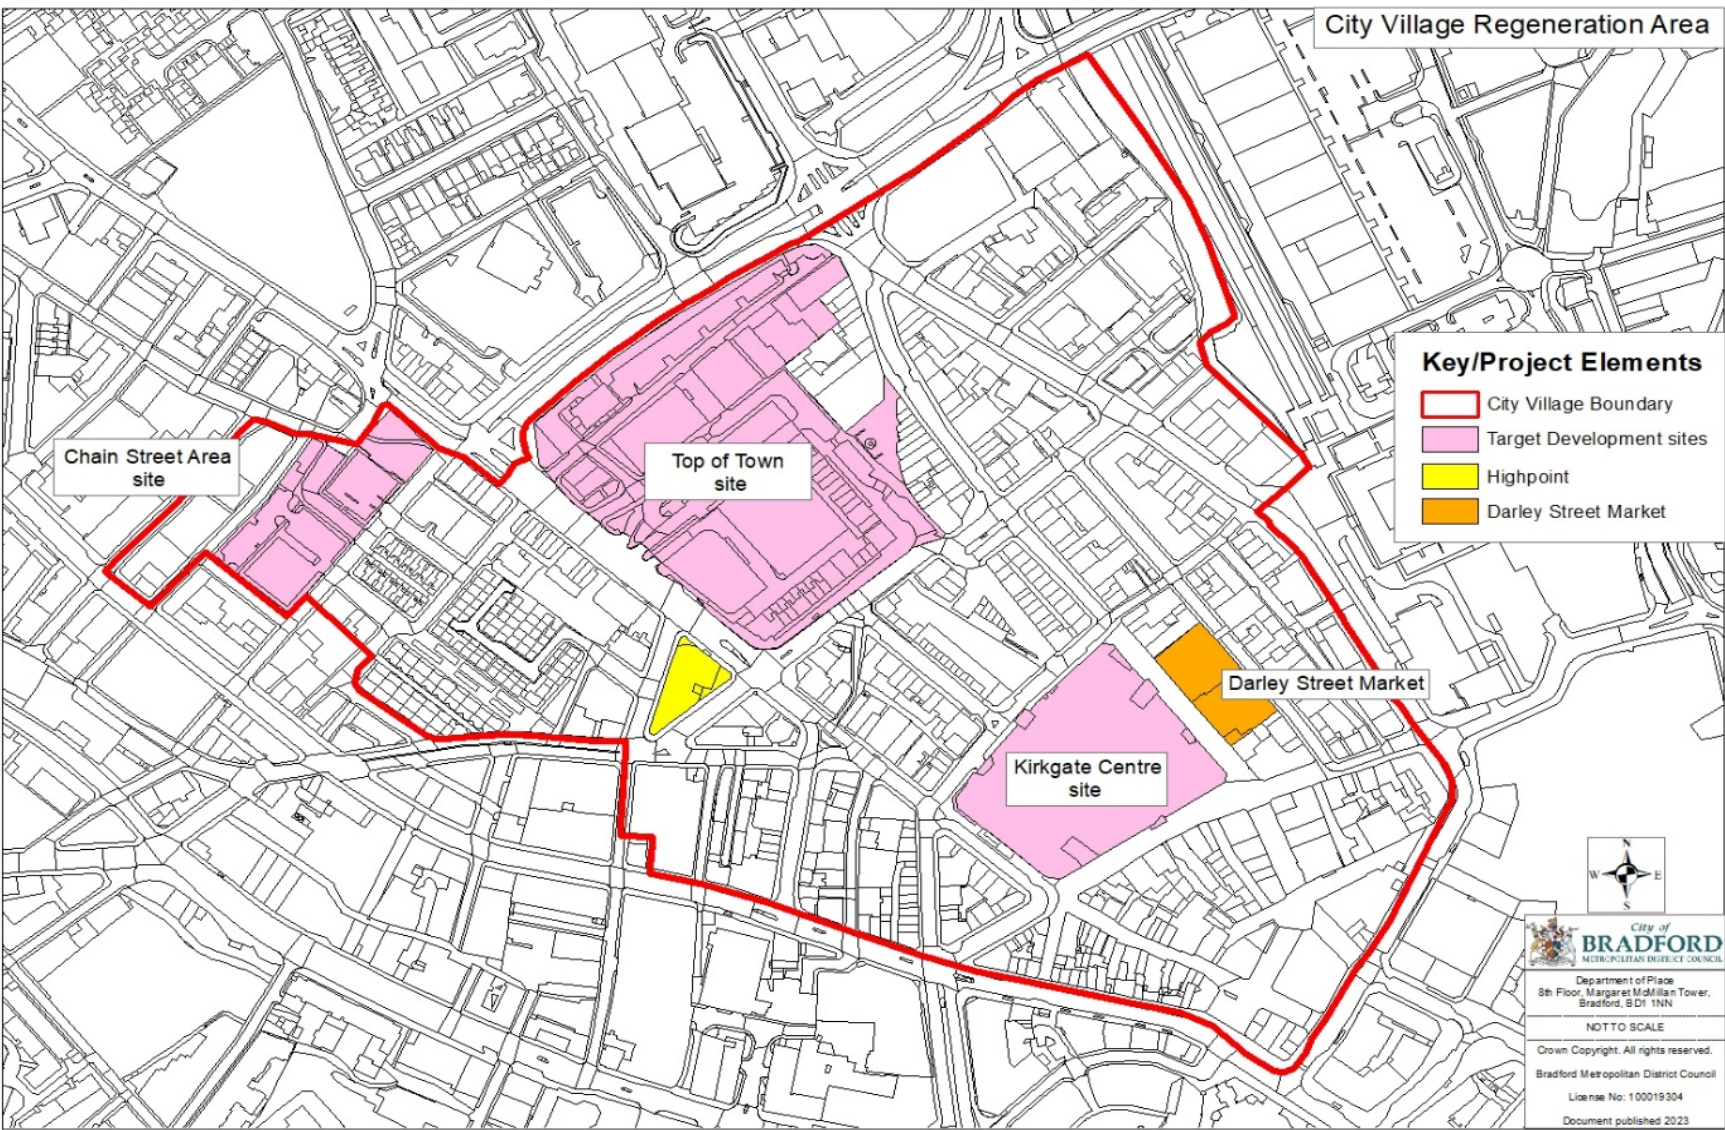 City Village Regeneration Area
Key/Project Elements
City Village Boundary
Target Development sites
Highpoint
Darley Street Market
Chain Street Area
site
Top of Town
site
Darley Street Market
Kirkgate Centre
site
N
W E
S
City of
BRADFORD
METROPOLITAN DISTRICT COUNCIL
Department of Place
8th Floor, Margaret McMillan Tower,
Bradford, BD1 1NN
NOT TO SCALE
Crown Copyright. All rights reserved.
Bradford Metropolitan District Council
License No: 100019304
Document published 2023